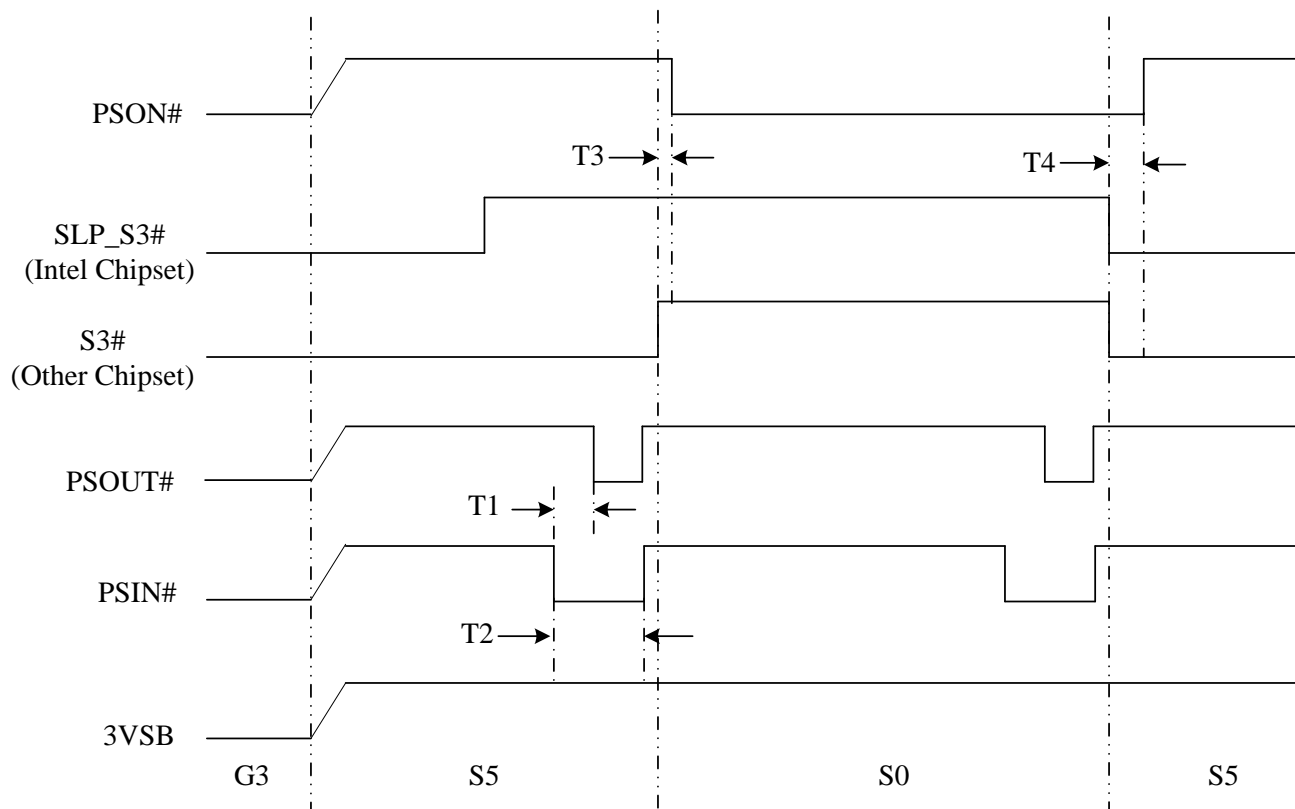 PSON#
T3
T4
SLP_S3#
(Intel Chipset)
S3#
(Other Chipset)
PSOUT#
T1
PSIN#
T2
3VSB
G3
S5
S0
S5